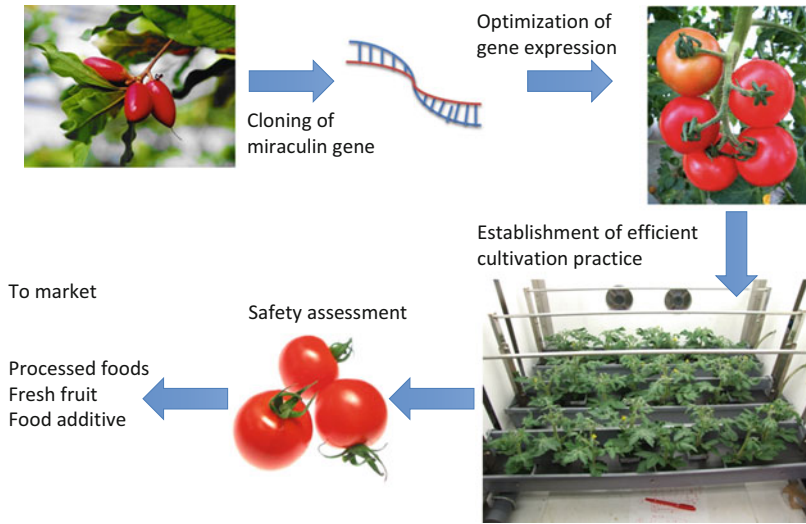 Cloning of
miraculin gene
Optimization of
gene expression
Establishment of efficient
cultivation practice
Safety assessment
To market
Processed foods
Fresh fruit
Food additive